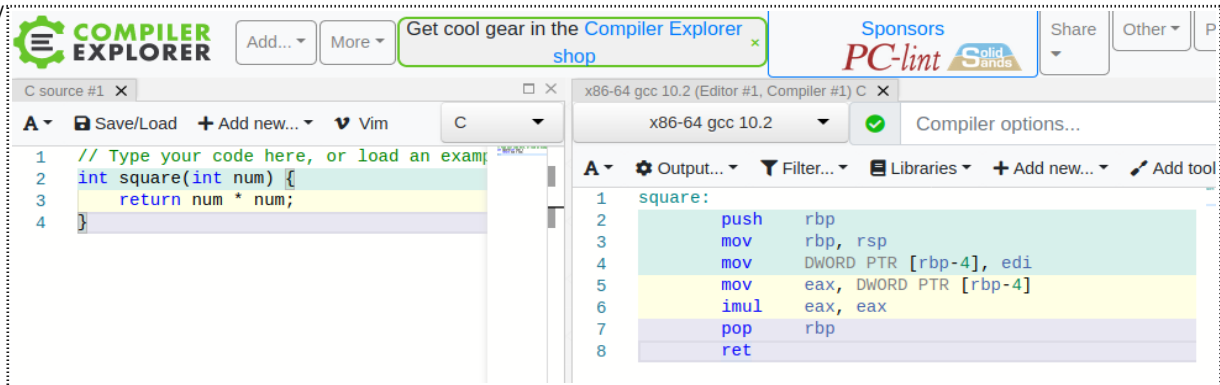 COMPILER
EXPLORER
Add...
More
Get cool gear in the Compiler Explorer
shop
×
Sponsors
PC-lint Solid Sands
Share
Other
P
C source #1 X
x86-64 gcc 10.2 (Editor #1, Compiler #1) C X
A Save/Load + Add new... Vim C
x86-64 gcc 10.2
Compiler options...
A Output... Filter... Libraries + Add new... Add tool
1 // Type your code here, or load an examp
2 int square(int num) {
3 return num * num;
4 }
1 square:
2 push rbp
3 mov rbp, rsp
4 mov DWORD PTR [rbp-4], edi
5 mov eax, DWORD PTR [rbp-4]
6 imul eax, eax
7 pop rbp
8 ret